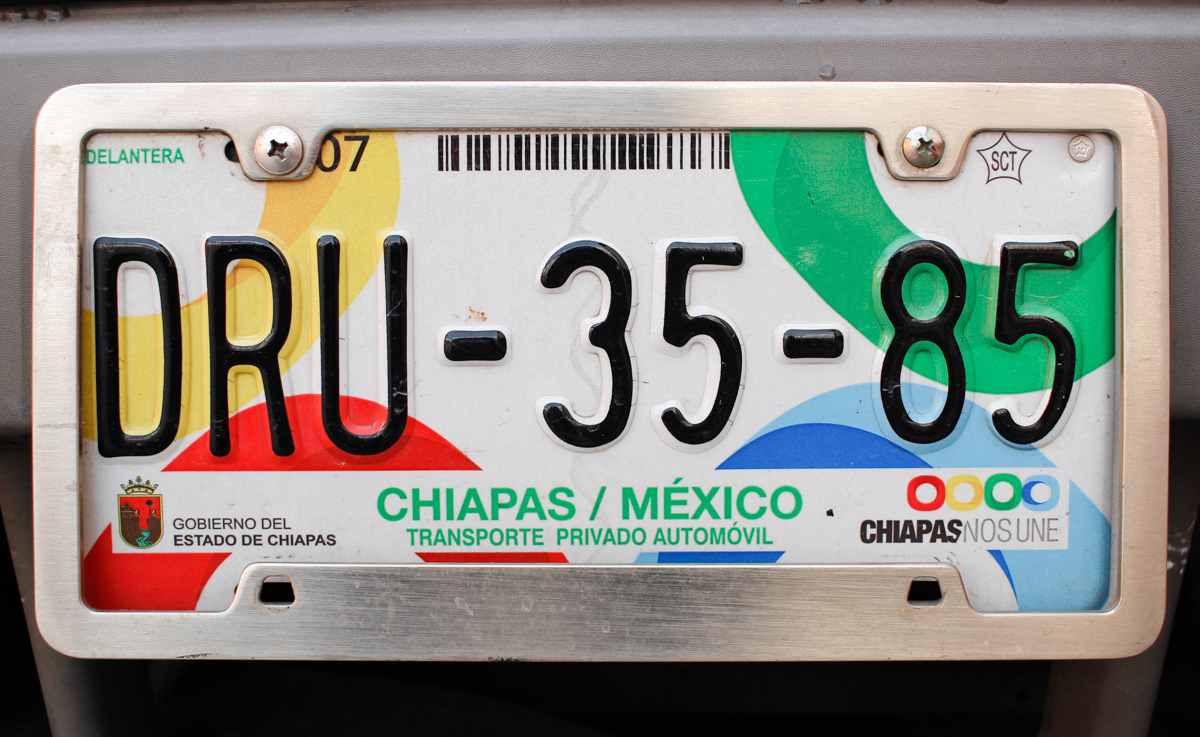 DELANTERA
07
SCT
DRU-35-85
GOBIERNO DEL
ESTADO DE CHIAPAS
CHIAPAS / MÉXICO
TRANSPORTE PRIVADO AUTOMÓVIL
CHIAPASNOSUNE